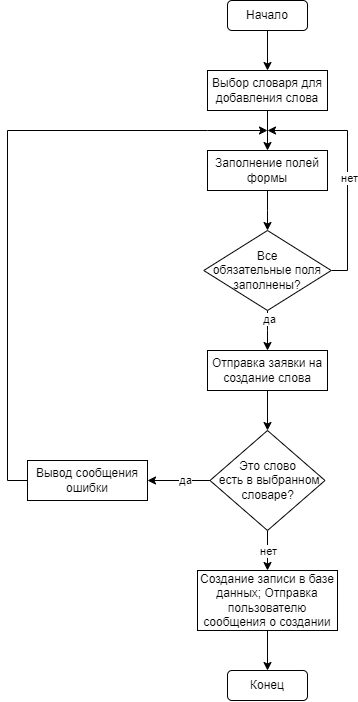 Начало
Выбор словаря для
добавления слова
Заполнение полей
формы
нет
Все
обязательные поля
заполнены?
да
Отправка заявки на
создание слова
Это слово
есть в выбранном
словаре?
да
Вывод сообщения
ошибки
нет
Создание записи в базе
данных; Отправка
пользователю
сообщения о создании
Конец